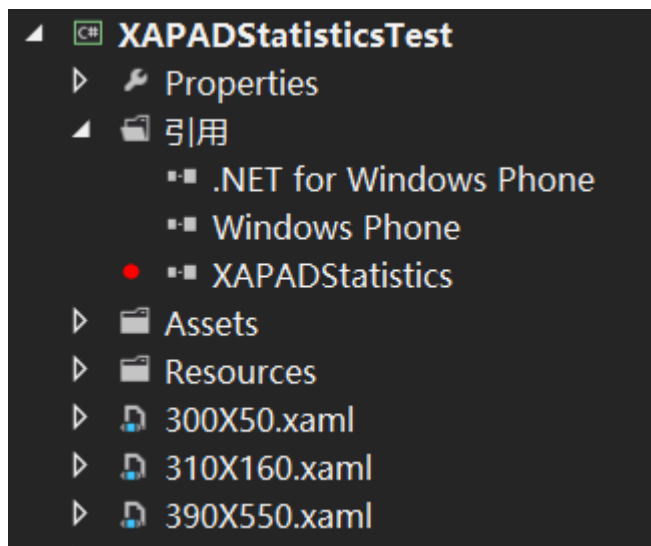 C# XAPADStatisticsTest
Properties
引用
.NET for Windows Phone
Windows Phone
XAPADStatistics
Assets
Resources
300X50.xaml
310X160.xaml
390X550.xaml